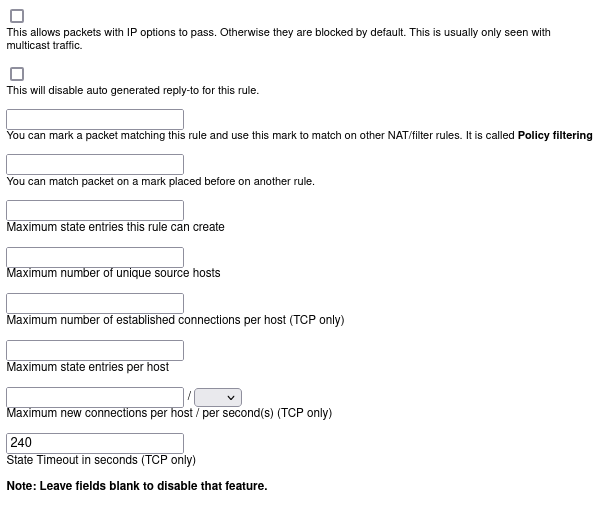 This allows packets with IP options to pass. Otherwise they are blocked by default. This is usually only seen with
multicast traffic.
This will disable auto generated reply-to for this rule.
You can mark a packet matching this rule and use this mark to match on other NAT/filter rules. It is called Policy filtering
You can match packet on a mark placed before on another rule.
Maximum state entries this rule can create
Maximum number of unique source hosts
Maximum number of established connections per host (TCP only)
Maximum state entries per host
/
Maximum new connections per host / per second(s) (TCP only)
240
State Timeout in seconds (TCP only)
Note: Leave fields blank to disable that feature.